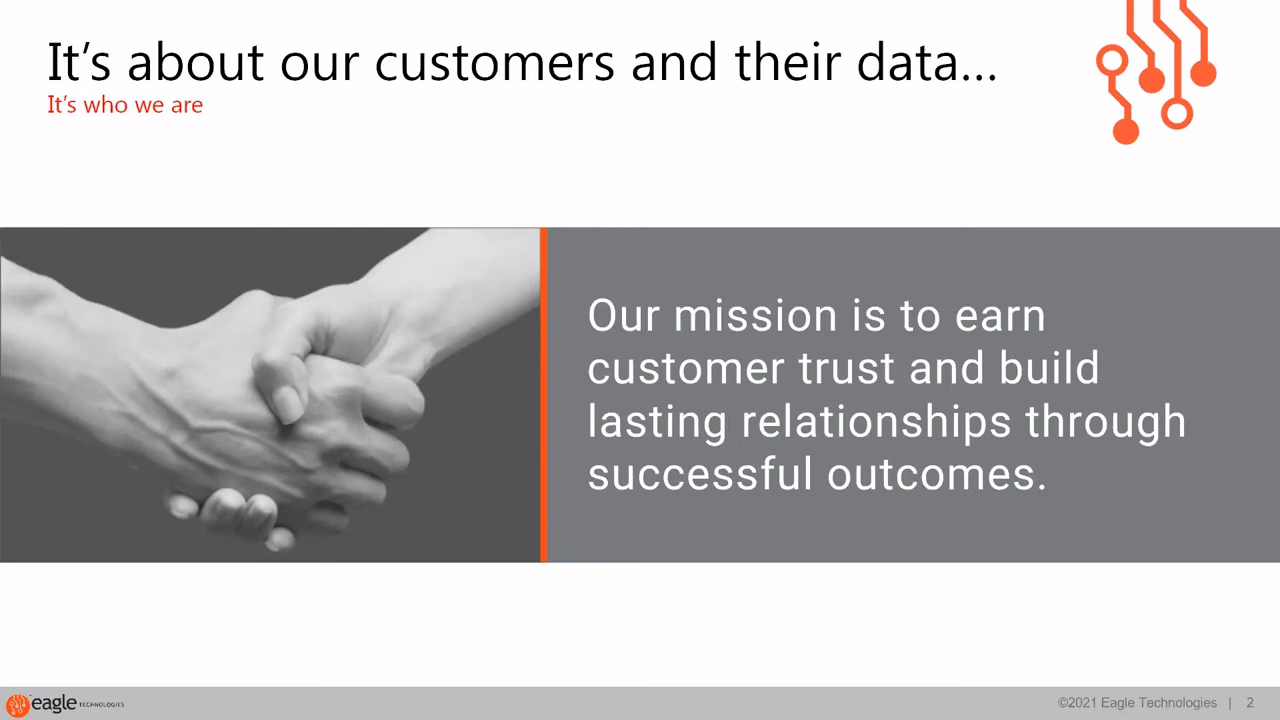 It’s about our customers and their data...
It’s who we are
Our mission is to earn
customer trust and build
lasting relationships through
successful outcomes.
eagle TECHNOLOGIES
©2021 Eagle Technologies | 2